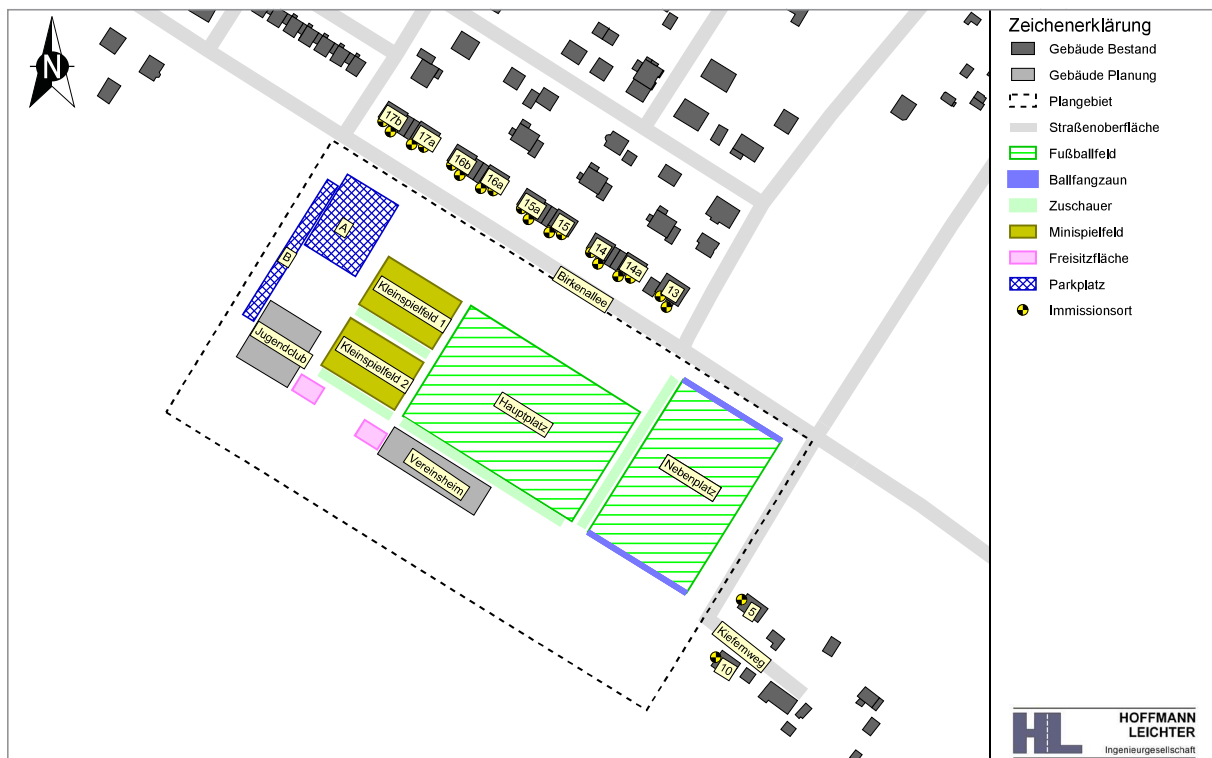 N
17b
17a
16b
16a
15a
15
14
14a
13
Birkenallee
A
B
Kleinspielfeld 1
Kleinspielfeld 2
Jugendclub
Hauptplatz
Vereinsheim
Nebenplatz
5
Kiefernweg
10
Zeichenerklärung
Gebäude Bestand
Gebäude Planung
Plangebiet
Straßenoberfläche
Fußballfeld
Ballfangzaun
Zuschauer
Minispielfeld
Freisitzfläche
Parkplatz
Immissionsort
HL
HOFFMANN
LEICHTER
Ingenieurgesellschaft